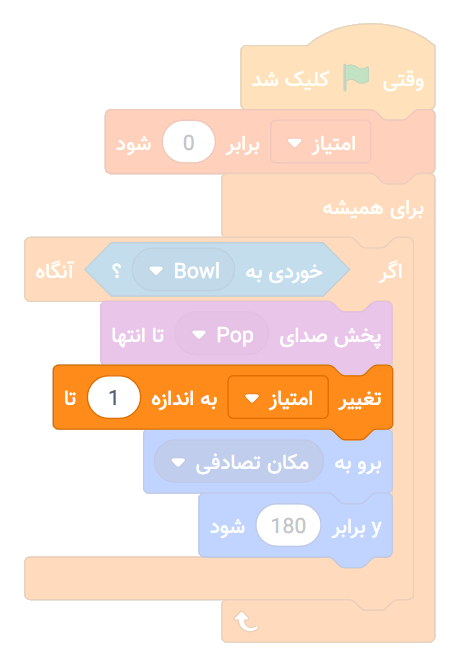 وقتی کلیک شد
امتیاز برابر 0 شود
برای همیشه
اگر خوردی به Bowl ؟ آنگاه
پخش صدای Pop تا انتها
تغییر امتیاز به اندازه 1 تا
برو به مکان تصادفی
y برابر 180 شود